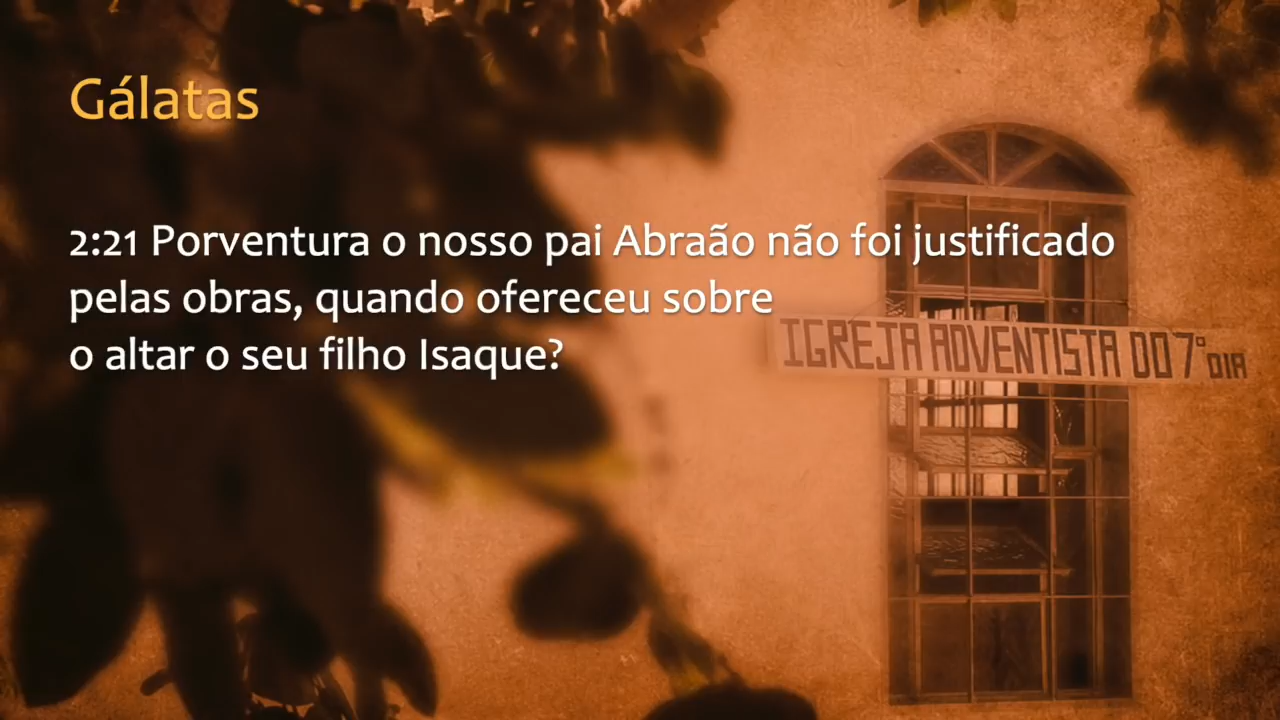 Gálatas
2:21 Porventura o nosso pai Abraão não foi justificado
pelas obras, quando ofereceu sobre
o altar o seu filho Isaque?
IGREJA ADVENTISTA DO 7º DIA